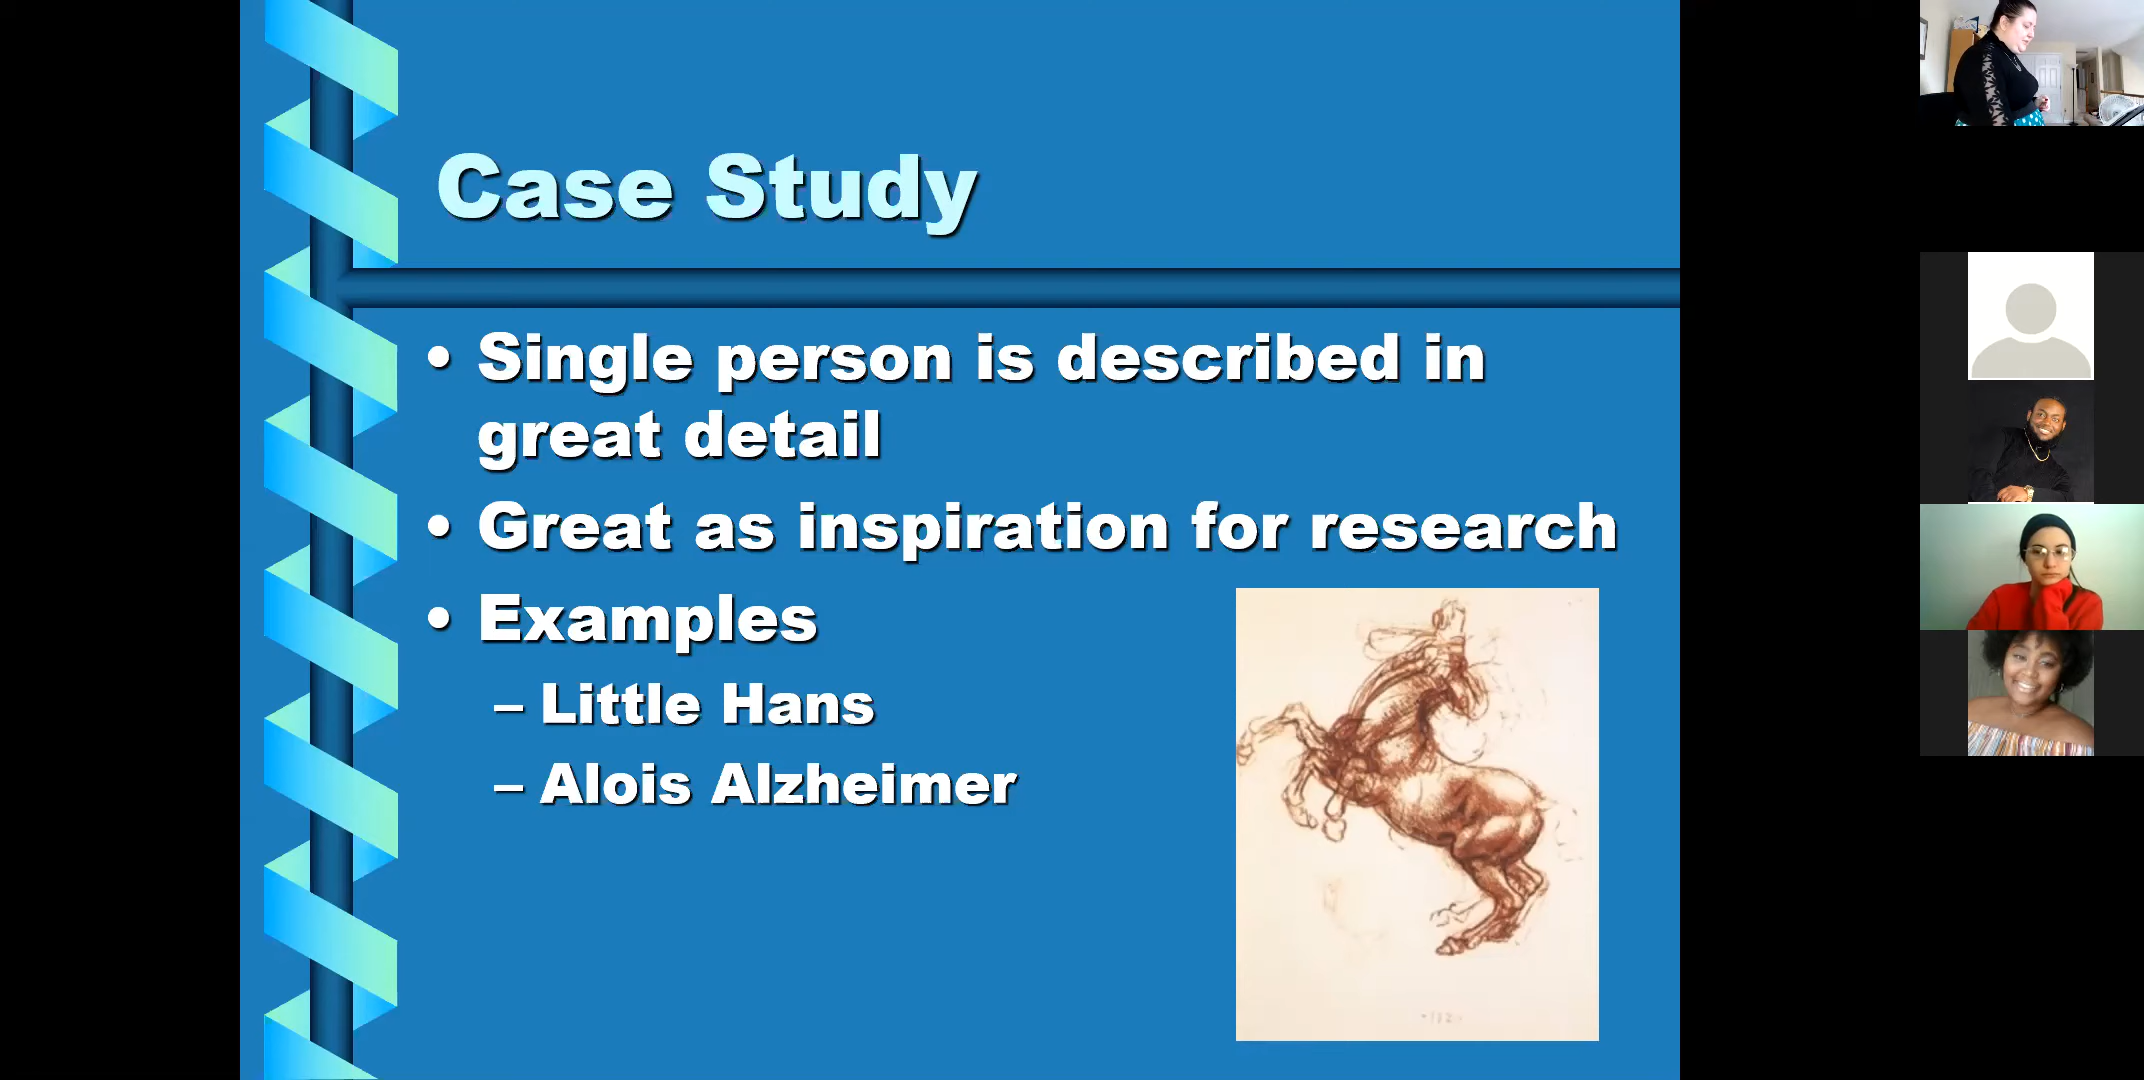 Case Study
• Single person is described in
great detail
• Great as inspiration for research
• Examples
– Little Hans
– Alois Alzheimer